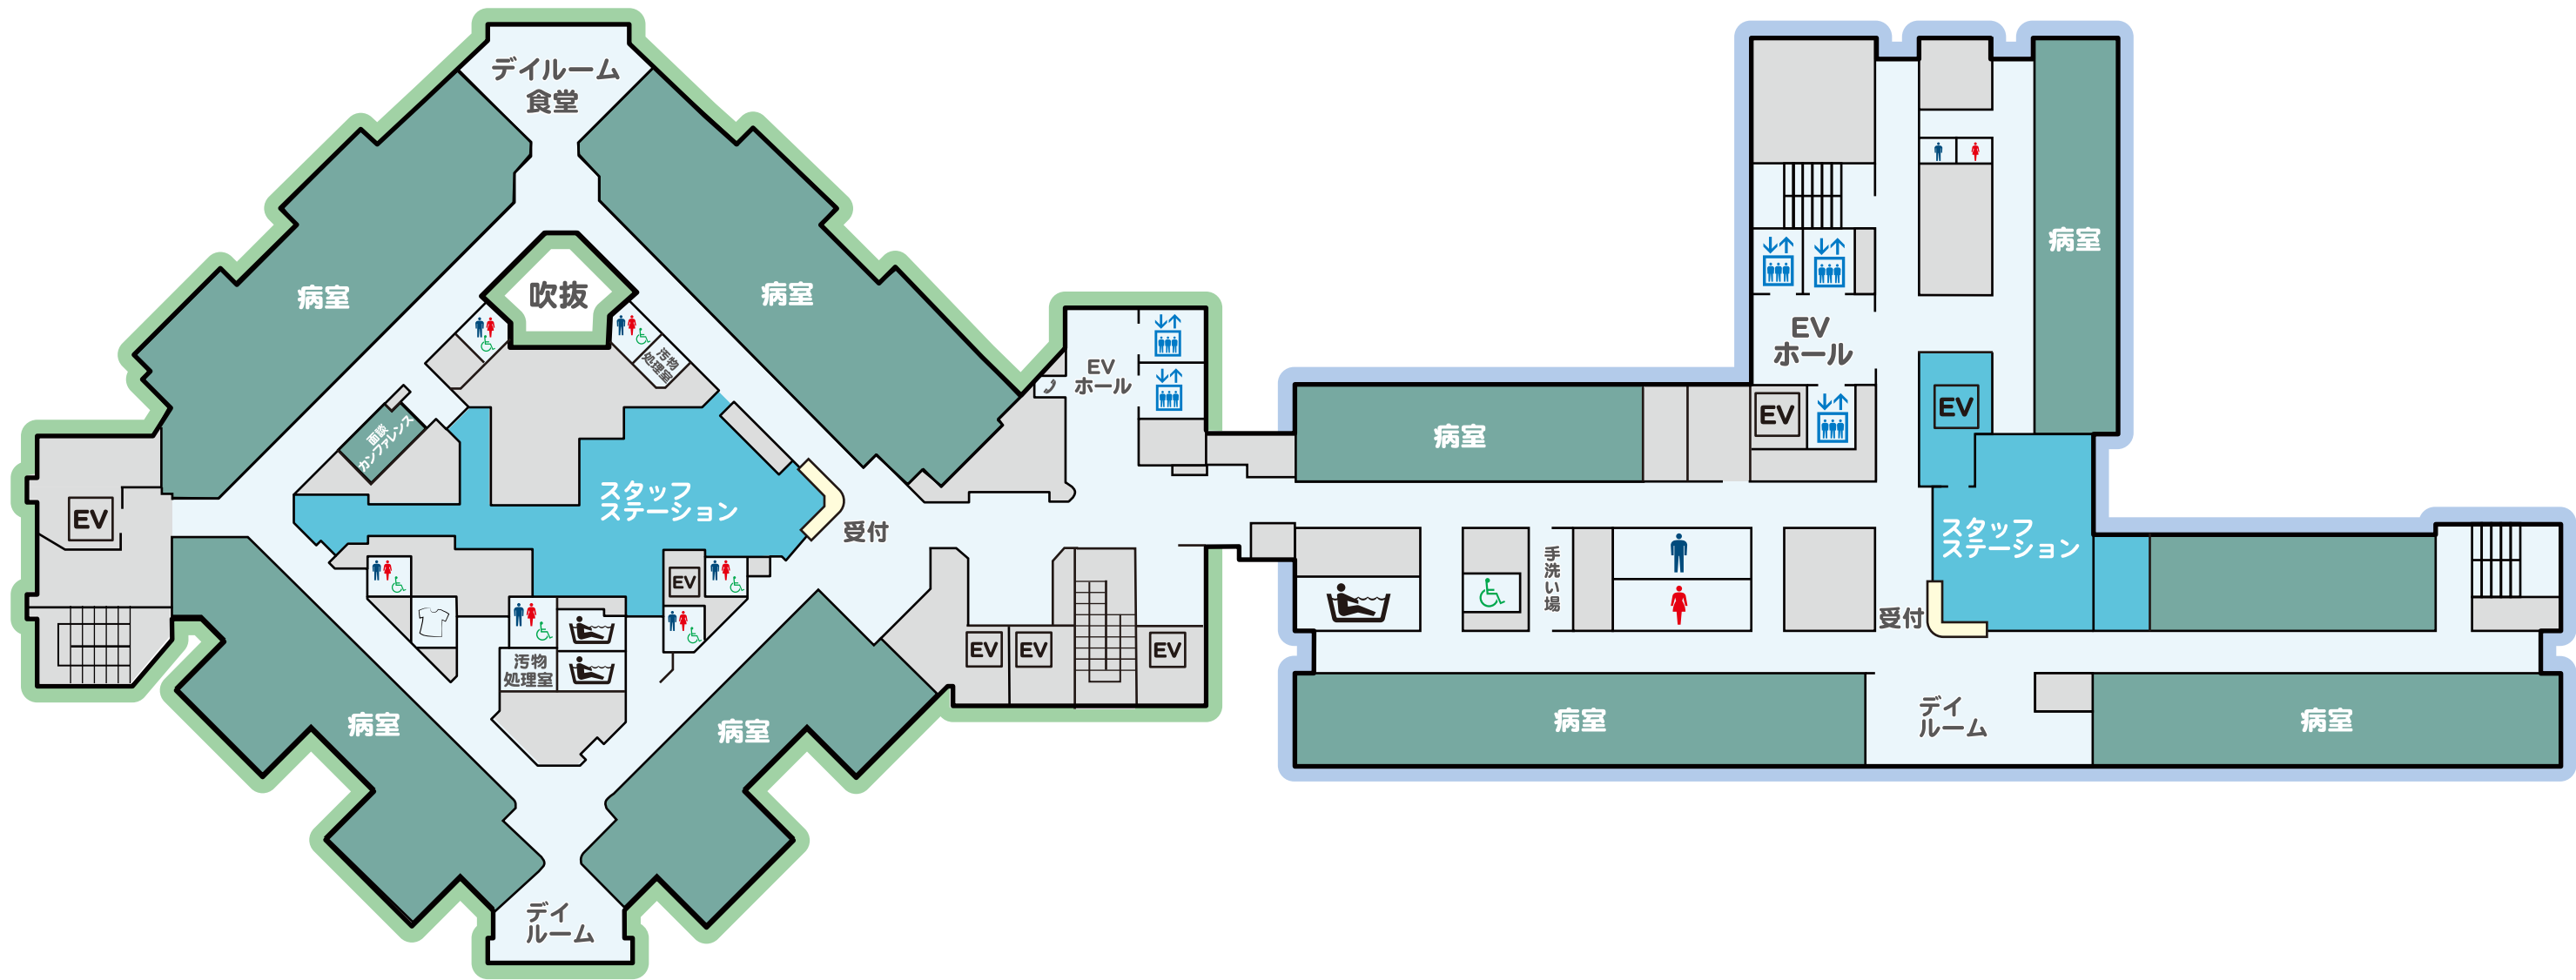 デイルーム
食堂
病室
病室
吹抜
汚物
処理室
面談
カンファレンス
EV
ホール
スタッフ
ステーション
受付
EV
EV
汚物
処理室
EV
EV
EV
病室
病室
デイ
ルーム
病室
EV
ホール
EV
EV
病室
手洗い場
スタッフ
ステーション
受付
病室
デイ
ルーム
病室